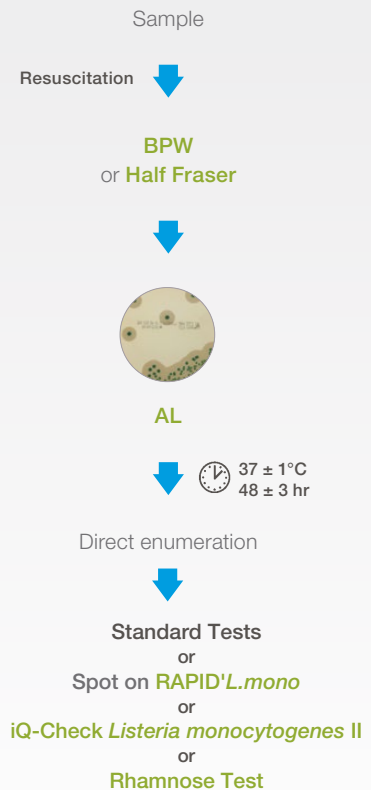 Sample
Resuscitation
BPW
or Half Fraser
AL
37 ± 1°C
48 ± 3 hr
Direct enumeration
Standard Tests
or
Spot on RAPID'L.mono
or
iQ-Check Listeria monocytogenes II
or
Rhamnose Test